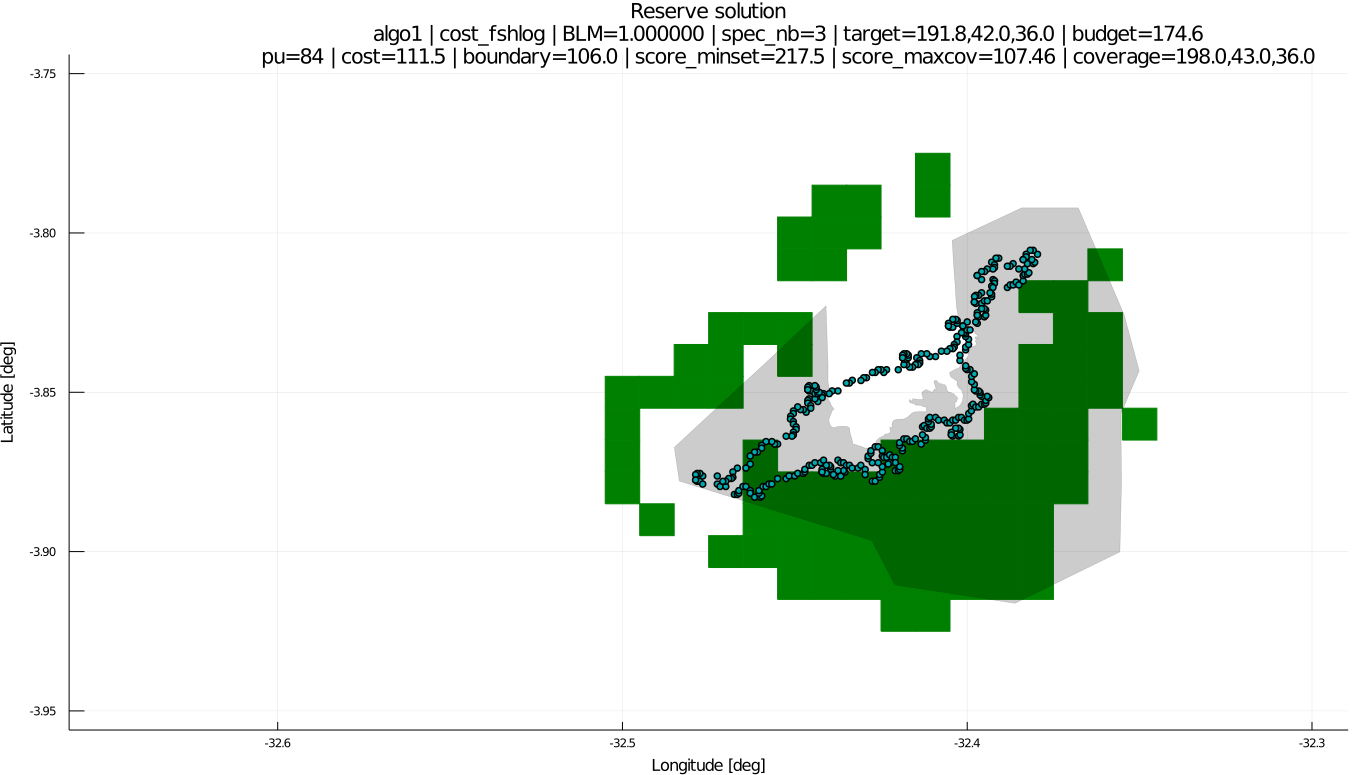 Reserve solution
algo1 | cost_fshlog | BLM=1.000000 | spec_nb=3 | target=191.8,42.0,36.0 | budget=174.6
pu=84 | cost=111.5 | boundary=106.0 | score_minset=217.5 | score_maxcov=107.46 | coverage=198.0,43.0,36.0
-3.75
-3.80
-3.85
-3.90
-3.95
Latitude [deg]
-32.6
-32.5
-32.4
-32.3
Longitude [deg]